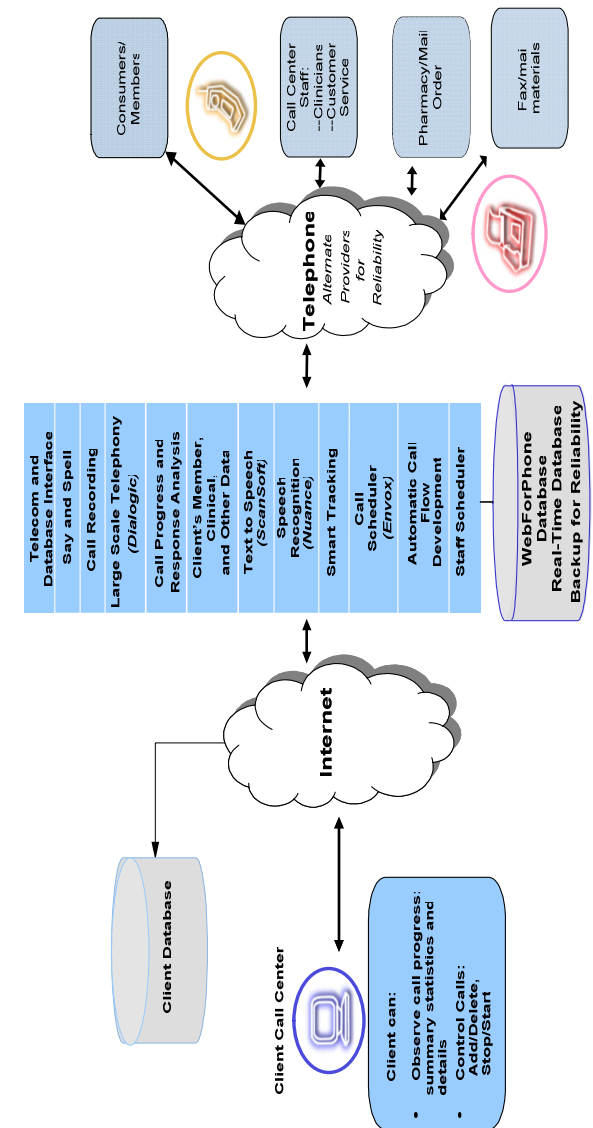 Consumers/
Members
Call Center
Staff:
--Clinicians
--Customer
Service
Pharmacy/Mail
Order
Fax/mai
materials
Telephone
Alternate
Providers
for
Reliability
Telecom and
Database Interface
Say and Spell
Call Recording
Large Scale Telephony
(Dialogic)
Call Progress and
Response Analysis
Client's Member,
Clinical,
and Other Data
Text to Speech
(ScanSoft)
Speech
Recognition
(Nuance)
Smart Tracking
Call
Scheduler
(Envox)
Automatic Call
Flow
Development
Staff Scheduler
WebForPhone
Database
Real-Time Database
Backup for Reliability
Internet
Client Database
Client Call Center
Client can:
• Observe call progress:
summary statistics and
details
• Control Calls:
Add/Delete,
Stop/Start